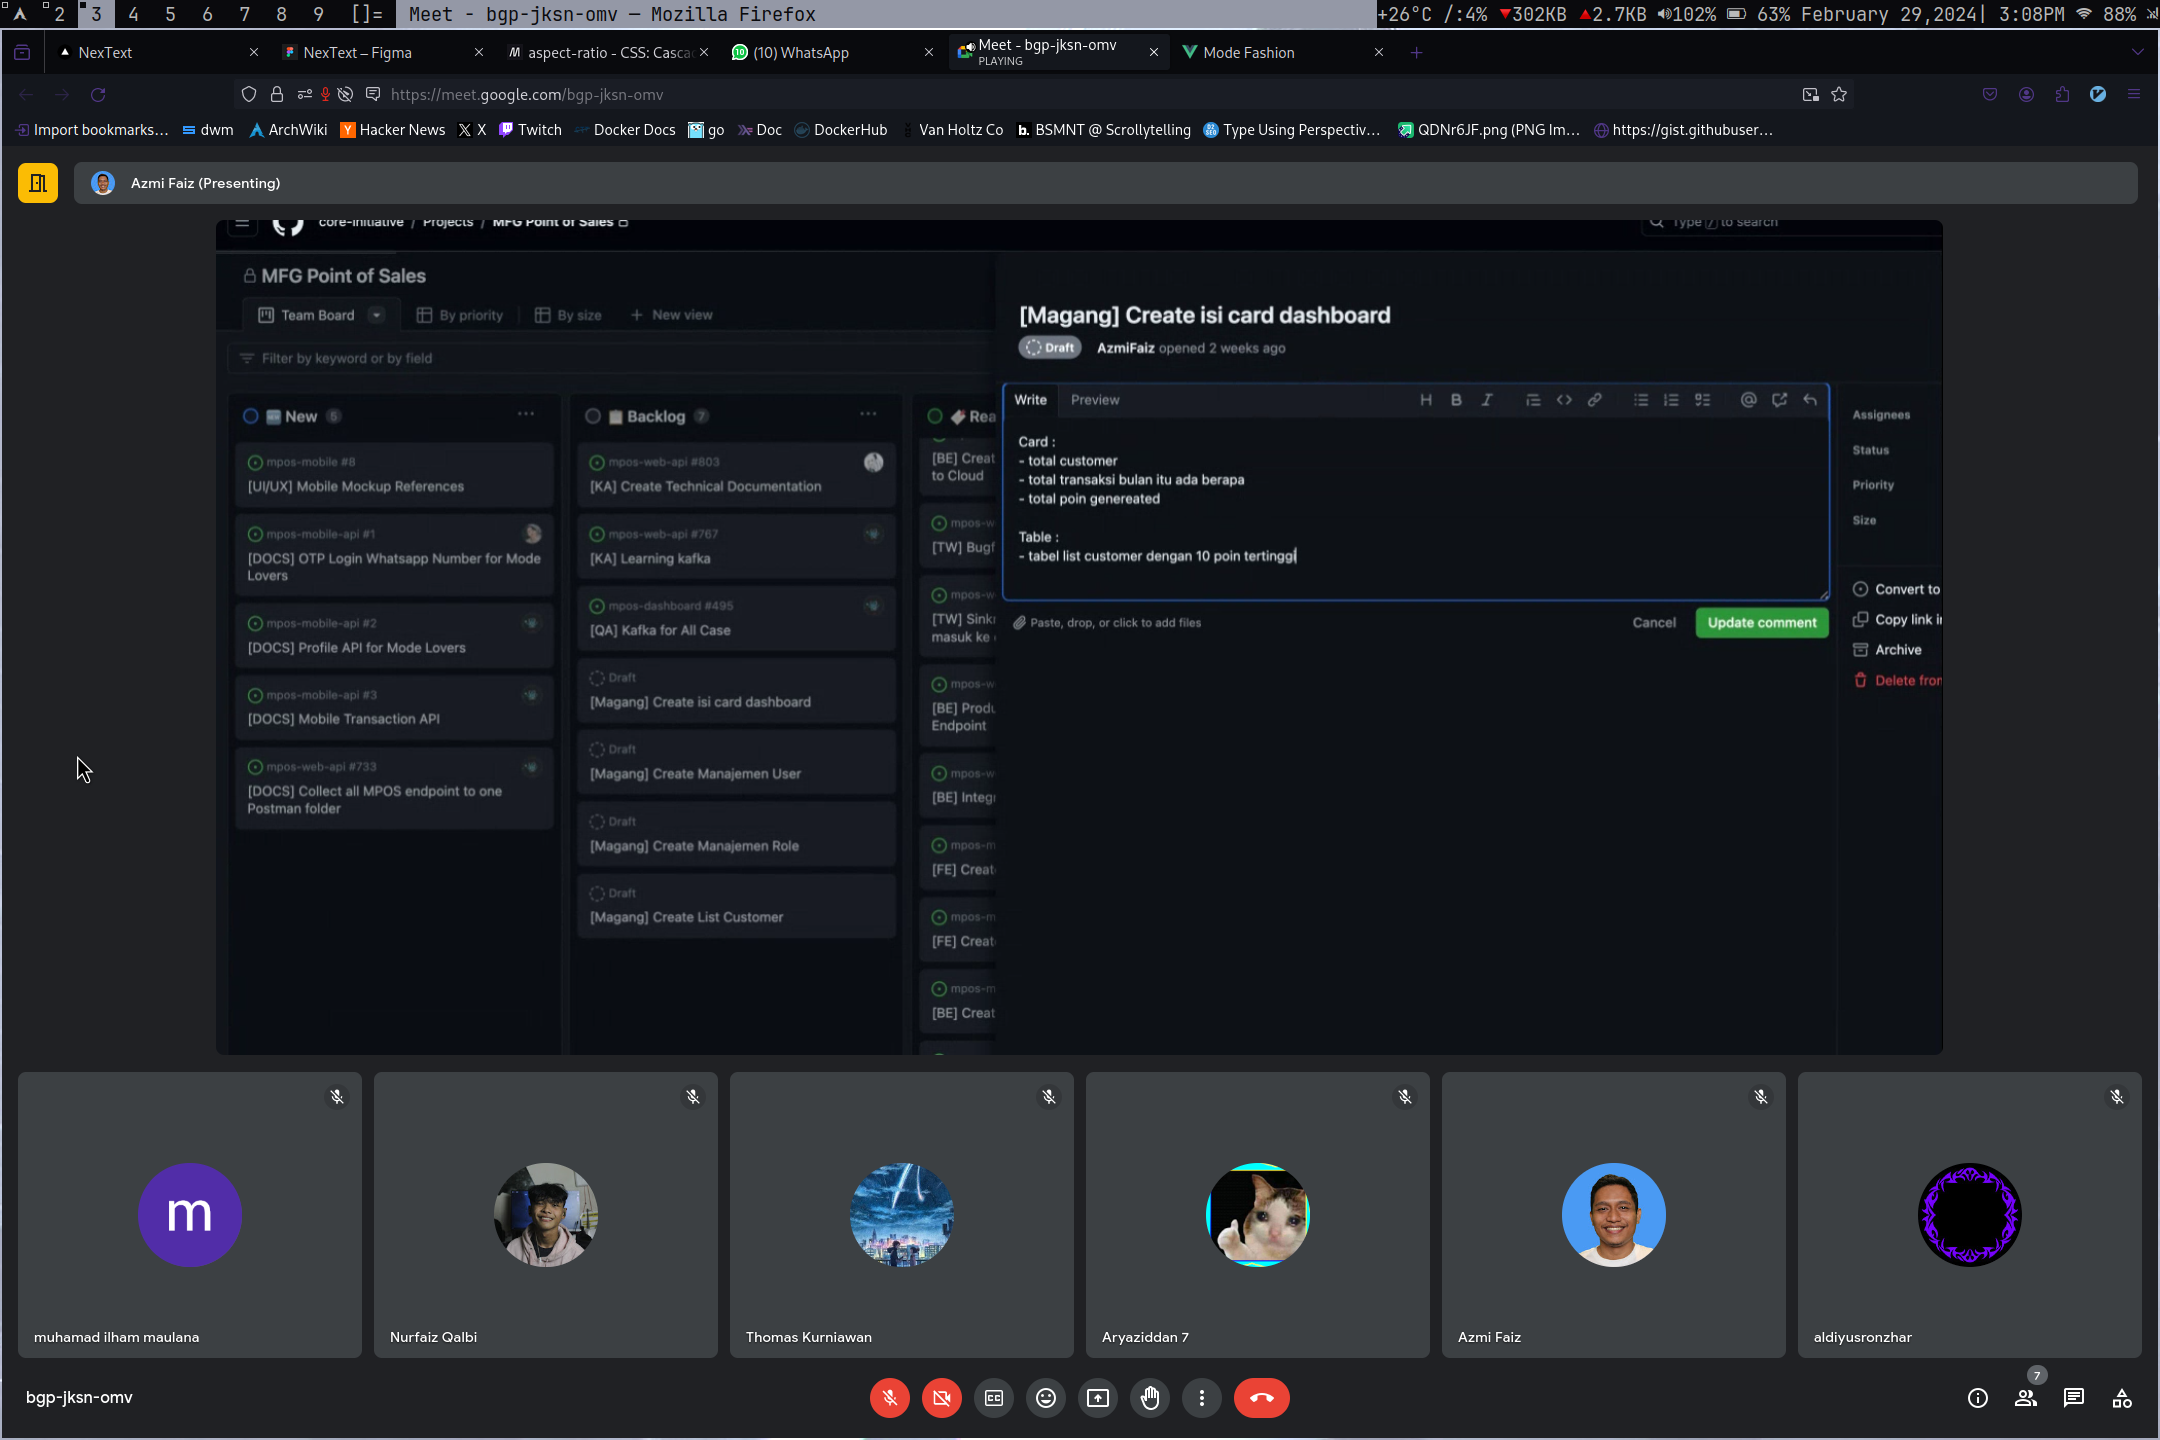 2 3 4 5 6 7 8 9 []= Meet - bgp-jksn-omv — Mozilla Firefox +26°C /:4% 302KB 2.7KB 102% 63% February 29,2024| 3:08PM 88%
NexText
NexText – Figma
aspect-ratio - CSS: Casca
(10) WhatsApp
Meet - bgp-jksn-omv
PLAYING
Mode Fashion
https://meet.google.com/bgp-jksn-omv
Import bookmarks... dwm ArchWiki Hacker News X Twitch Docker Docs go Doc DockerHub Van Holtz Co BSMNT @ Scrollytelling Type Using Perspectiv... QDNr6JF.png (PNG Im... https://gist.githubuser...
Azmi Faiz (Presenting)
core-initiative / Projects / MFG Point of Sales
Type / to search
MFG Point of Sales
Team Board By priority By size + New view
Filter by keyword or by field
New 5
mpos-mobile #8
[UI/UX] Mobile Mockup References
mpos-mobile-api #1
[DOCS] OTP Login Whatsapp Number for Mode
Lovers
mpos-mobile-api #2
[DOCS] Profile API for Mode Lovers
mpos-mobile-api #3
[DOCS] Mobile Transaction API
mpos-web-api #733
[DOCS] Collect all MPOS endpoint to one
Postman folder
Backlog 7
mpos-web-api #803
[KA] Create Technical Documentation
mpos-web-api #767
[KA] Learning kafka
mpos-dashboard #495
[QA] Kafka for All Case
Draft
[Magang] Create isi card dashboard
Draft
[Magang] Create Manajemen User
Draft
[Magang] Create Manajemen Role
Draft
[Magang] Create List Customer
Rea
[BE] Creat
to Cloud
mpos-w
[TW] Bugf
mpos-w
[TW] Sinkr
masuk ke
mpos-w
[BE] Produ
Endpoint
mpos-w
[BE] Integr
mpos-m
[FE] Create
mpos-m
[FE] Create
mpos-m
[BE] Creat
[Magang] Create isi card dashboard
Draft AzmiFaiz opened 2 weeks ago
Write Preview
Card :
- total customer
- total transaksi bulan itu ada berapa
- total poin genereated
Table :
- tabel list customer dengan 10 poin tertinggi
Paste, drop, or click to add files
Cancel Update comment
Assignees
Status
Priority
Size
Convert to
Copy link i
Archive
Delete from
m
muhamad ilham maulana
Nurfaiz Qalbi
Thomas Kurniawan
Aryaziddan 7
Azmi Faiz
aldiyusronzhar
bgp-jksn-omv
7